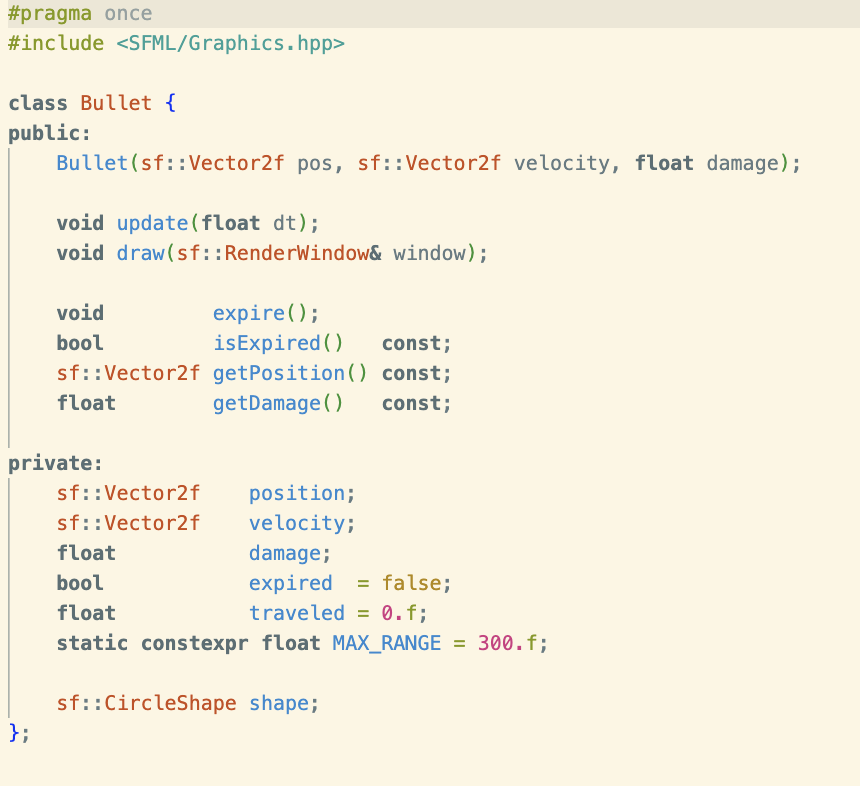 #pragma once
#include <SFML/Graphics.hpp>

class Bullet {
public:
    Bullet(sf::Vector2f pos, sf::Vector2f velocity, float damage);

    void update(float dt);
    void draw(sf::RenderWindow& window);

    void         expire();
    bool         isExpired()   const;
    sf::Vector2f getPosition() const;
    float        getDamage()   const;

private:
    sf::Vector2f    position;
    sf::Vector2f    velocity;
    float           damage;
    bool            expired  = false;
    float           traveled = 0.f;
    static constexpr float MAX_RANGE = 300.f;

    sf::CircleShape shape;
};